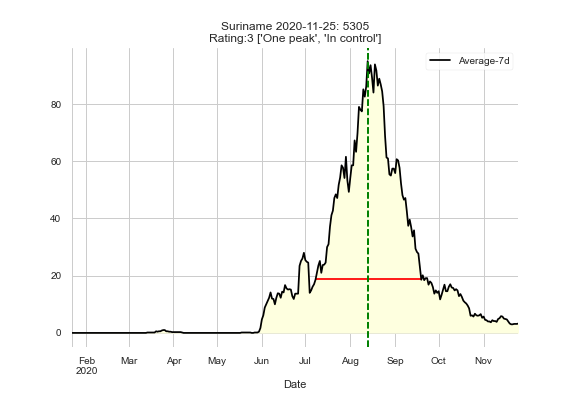 Suriname 2020-11-25: 5305
Rating:3 ['One peak', 'In control']
Average-7d
80
60
40
20
0
Feb Mar Apr May Jun Jul Aug Sep Oct Nov
2020
Date